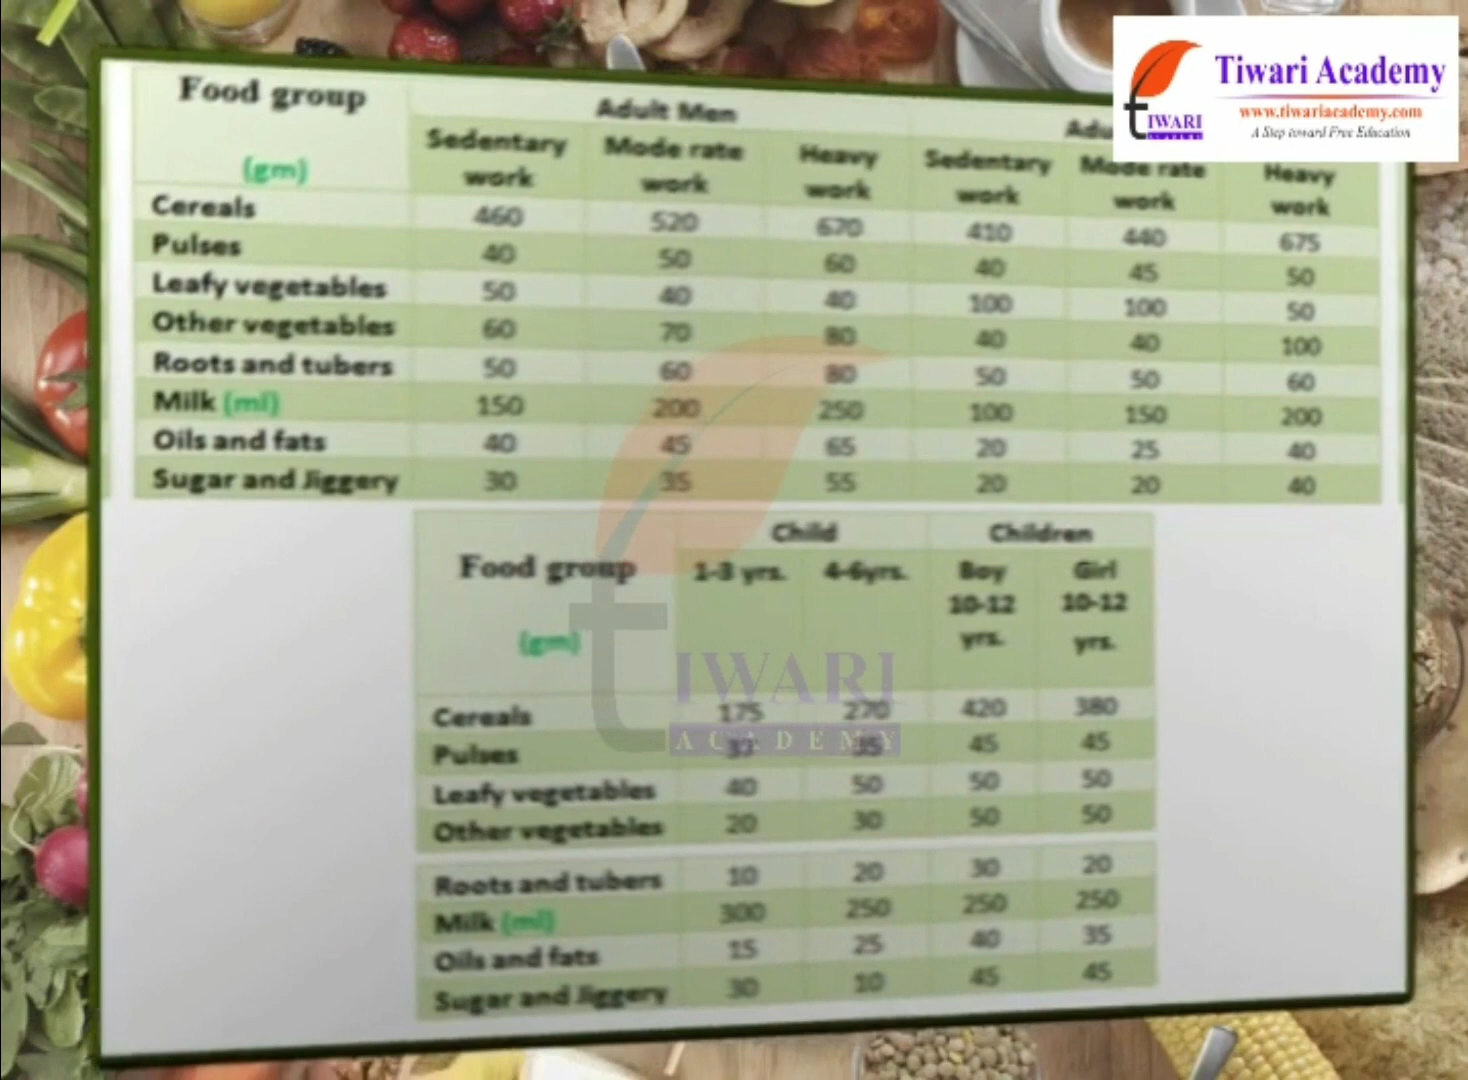 Tiwari Academy
www.tiwariacademy.com
A Step toward Free Education
TIWARI
ACADEMY
Food group Adult Men
(gm) Sedentary work Mode rate work Heavy work Sedentary work Mode rate work Heavy work
Cereals 460 520 670 410 440 675
Pulses 40 50 60 40 45 50
Leafy vegetables 50 40 40 100 100 50
Other vegetables 60 70 80 40 40 100
Roots and tubers 50 60 80 50 50 60
Milk (ml) 150 200 250 100 150 200
Oils and fats 40 45 65 20 25 40
Sugar and Jiggery 30 35 55 20 20 40
Child Children
Food group 1-3 yrs. 4-6yrs. Boy 10-12 yrs. Girl 10-12 yrs.
(gm)
TIWARI
ACADEMY
Cereals 175 270 420 380
Pulses 35 45 45
Leafy vegetables 40 50 50 50
Other vegetables 20 30 50 50
Roots and tubers 10 20 30 20
Milk (ml) 300 250 250 250
Oils and fats 15 25 40 35
Sugar and Jiggery 30 10 45 45